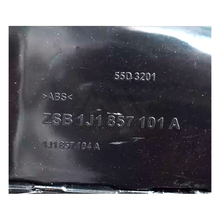 55D 3201
>ABS<
ZSB 1J1 857 101 A
1J1 857 104 A